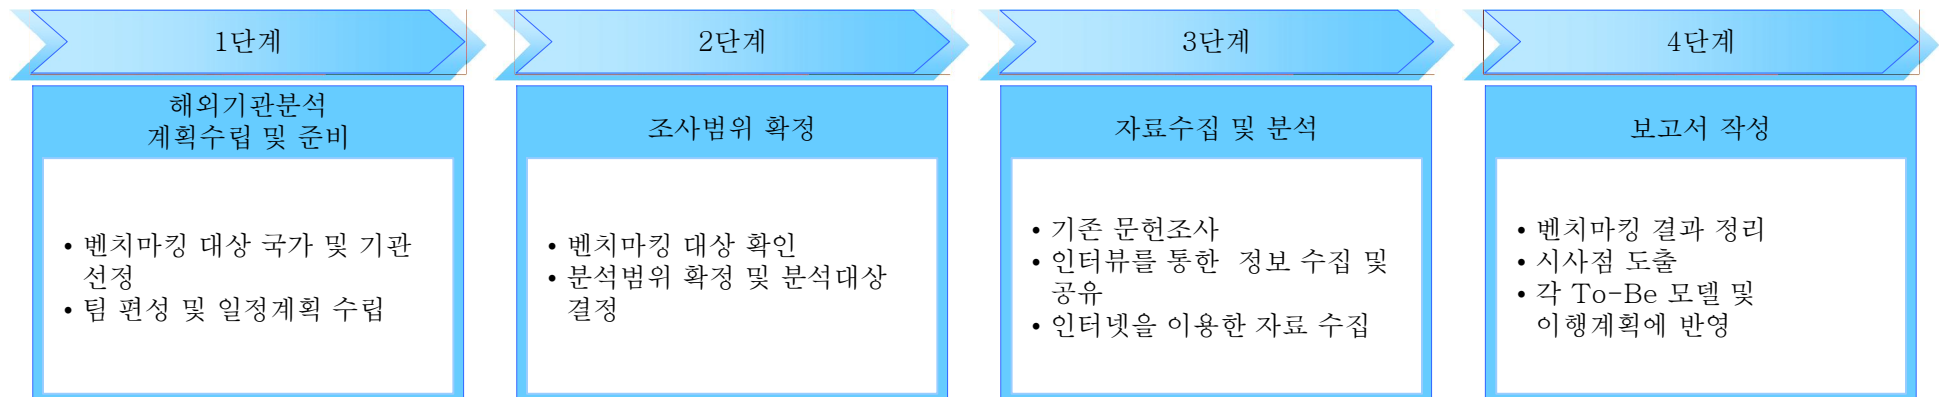 1단계
해외기관분석
계획수립 및 준비
• 벤치마킹 대상 국가 및 기관
선정
• 팀 편성 및 일정계획 수립
2단계
조사범위 확정
• 벤치마킹 대상 확인
• 분석범위 확정 및 분석대상
결정
3단계
자료수집 및 분석
• 기존 문헌조사
• 인터뷰를 통한 정보 수집 및
공유
• 인터넷을 이용한 자료 수집
4단계
보고서 작성
• 벤치마킹 결과 정리
• 시사점 도출
• 각 To-Be 모델 및
이행계획에 반영